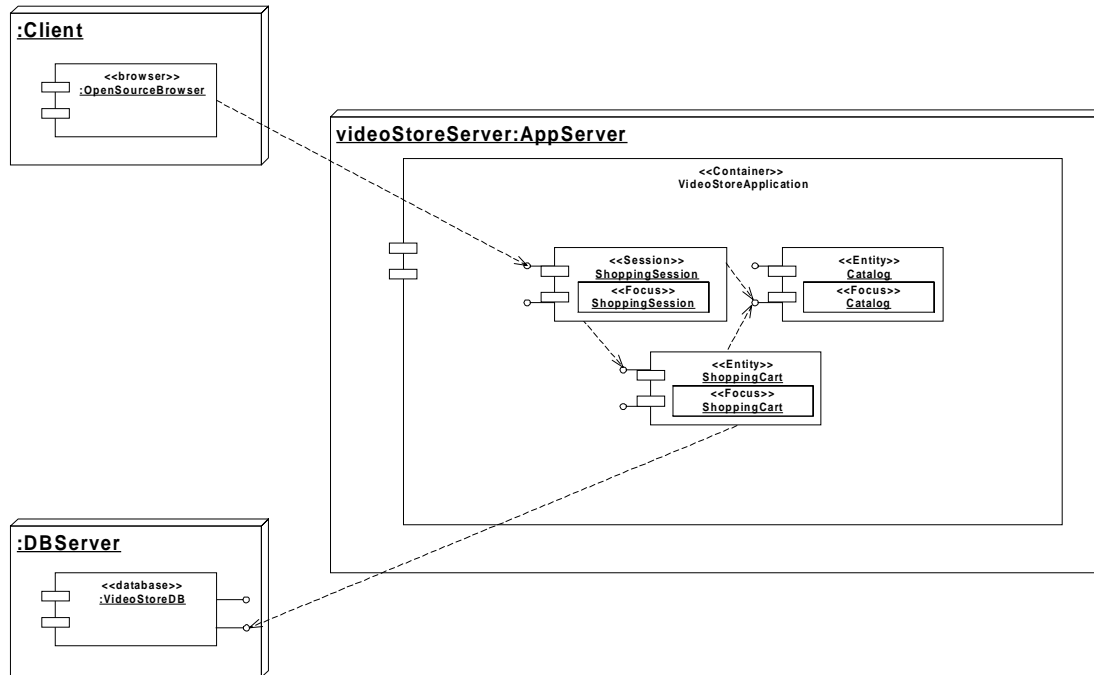 :Client
<<browser>>
:OpenSourceBrowser
videoStoreServer:AppServer
<<Container>>
VideoStoreApplication
<<Session>>
ShoppingSession
<<Focus>>
ShoppingSession
<<Entity>>
Catalog
<<Focus>>
Catalog
<<Entity>>
ShoppingCart
<<Focus>>
ShoppingCart
:DBServer
<<database>>
:VideoStoreDB